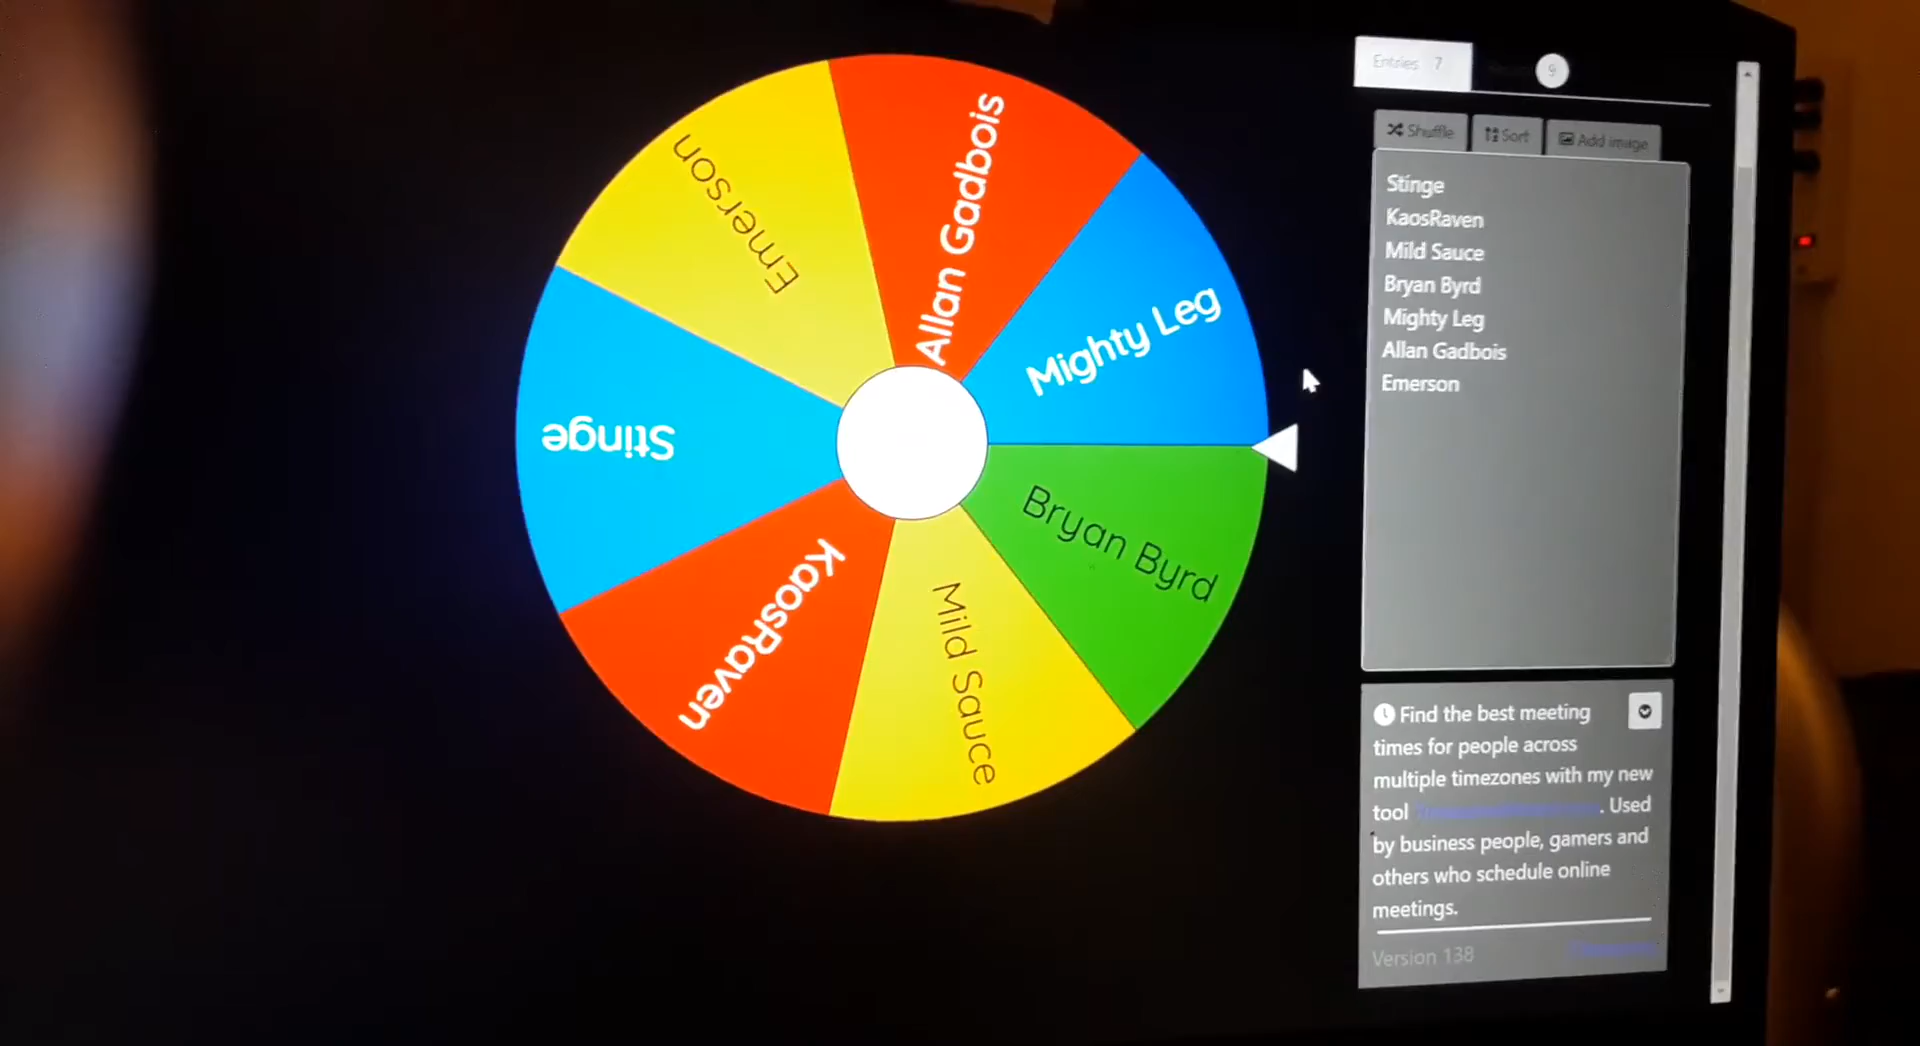 Entries 7
9
Shuffle
Sort
Add image
Stinge
KaosRaven
Mild Sauce
Bryan Byrd
Mighty Leg
Allan Gadbois
Emerson
Emerson
Allan Gadbois
Mighty Leg
Stinge
Bryan Byrd
KaosRaven
Mild Sauce
Find the best meeting
times for people across
multiple timezones with my new
tool . Used
by business people, gamers and
others who schedule online
meetings.
Version 138